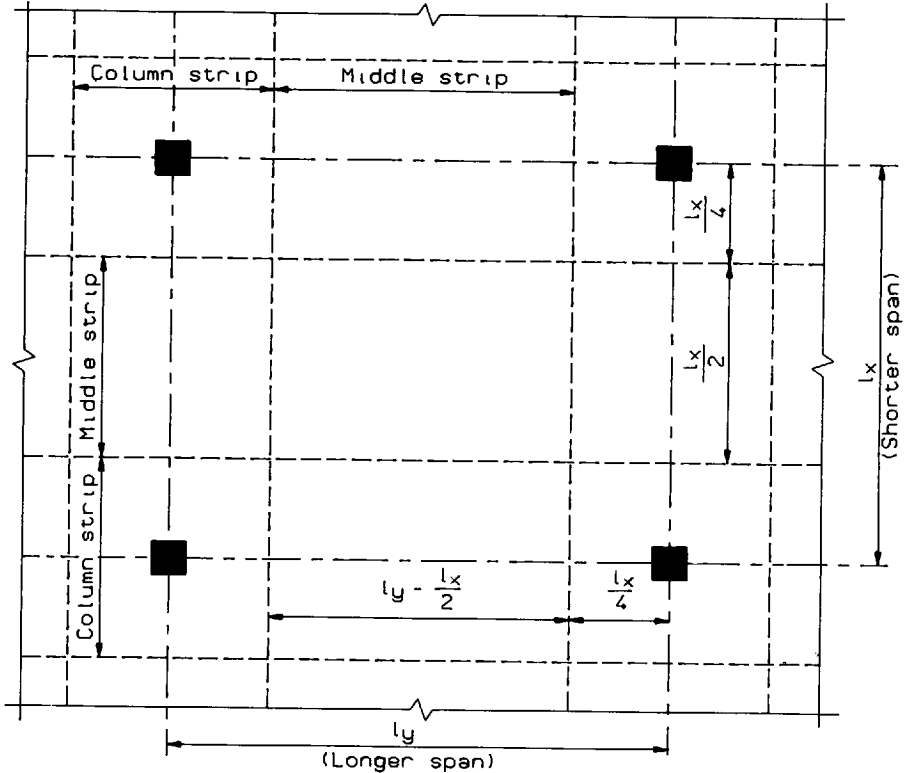 Column strip
Middle strip
lx
4
Middle strip
lx
2
lx
(Shorter span)
Column strip
ly - lx
2
lx
4
ly
(Longer span)